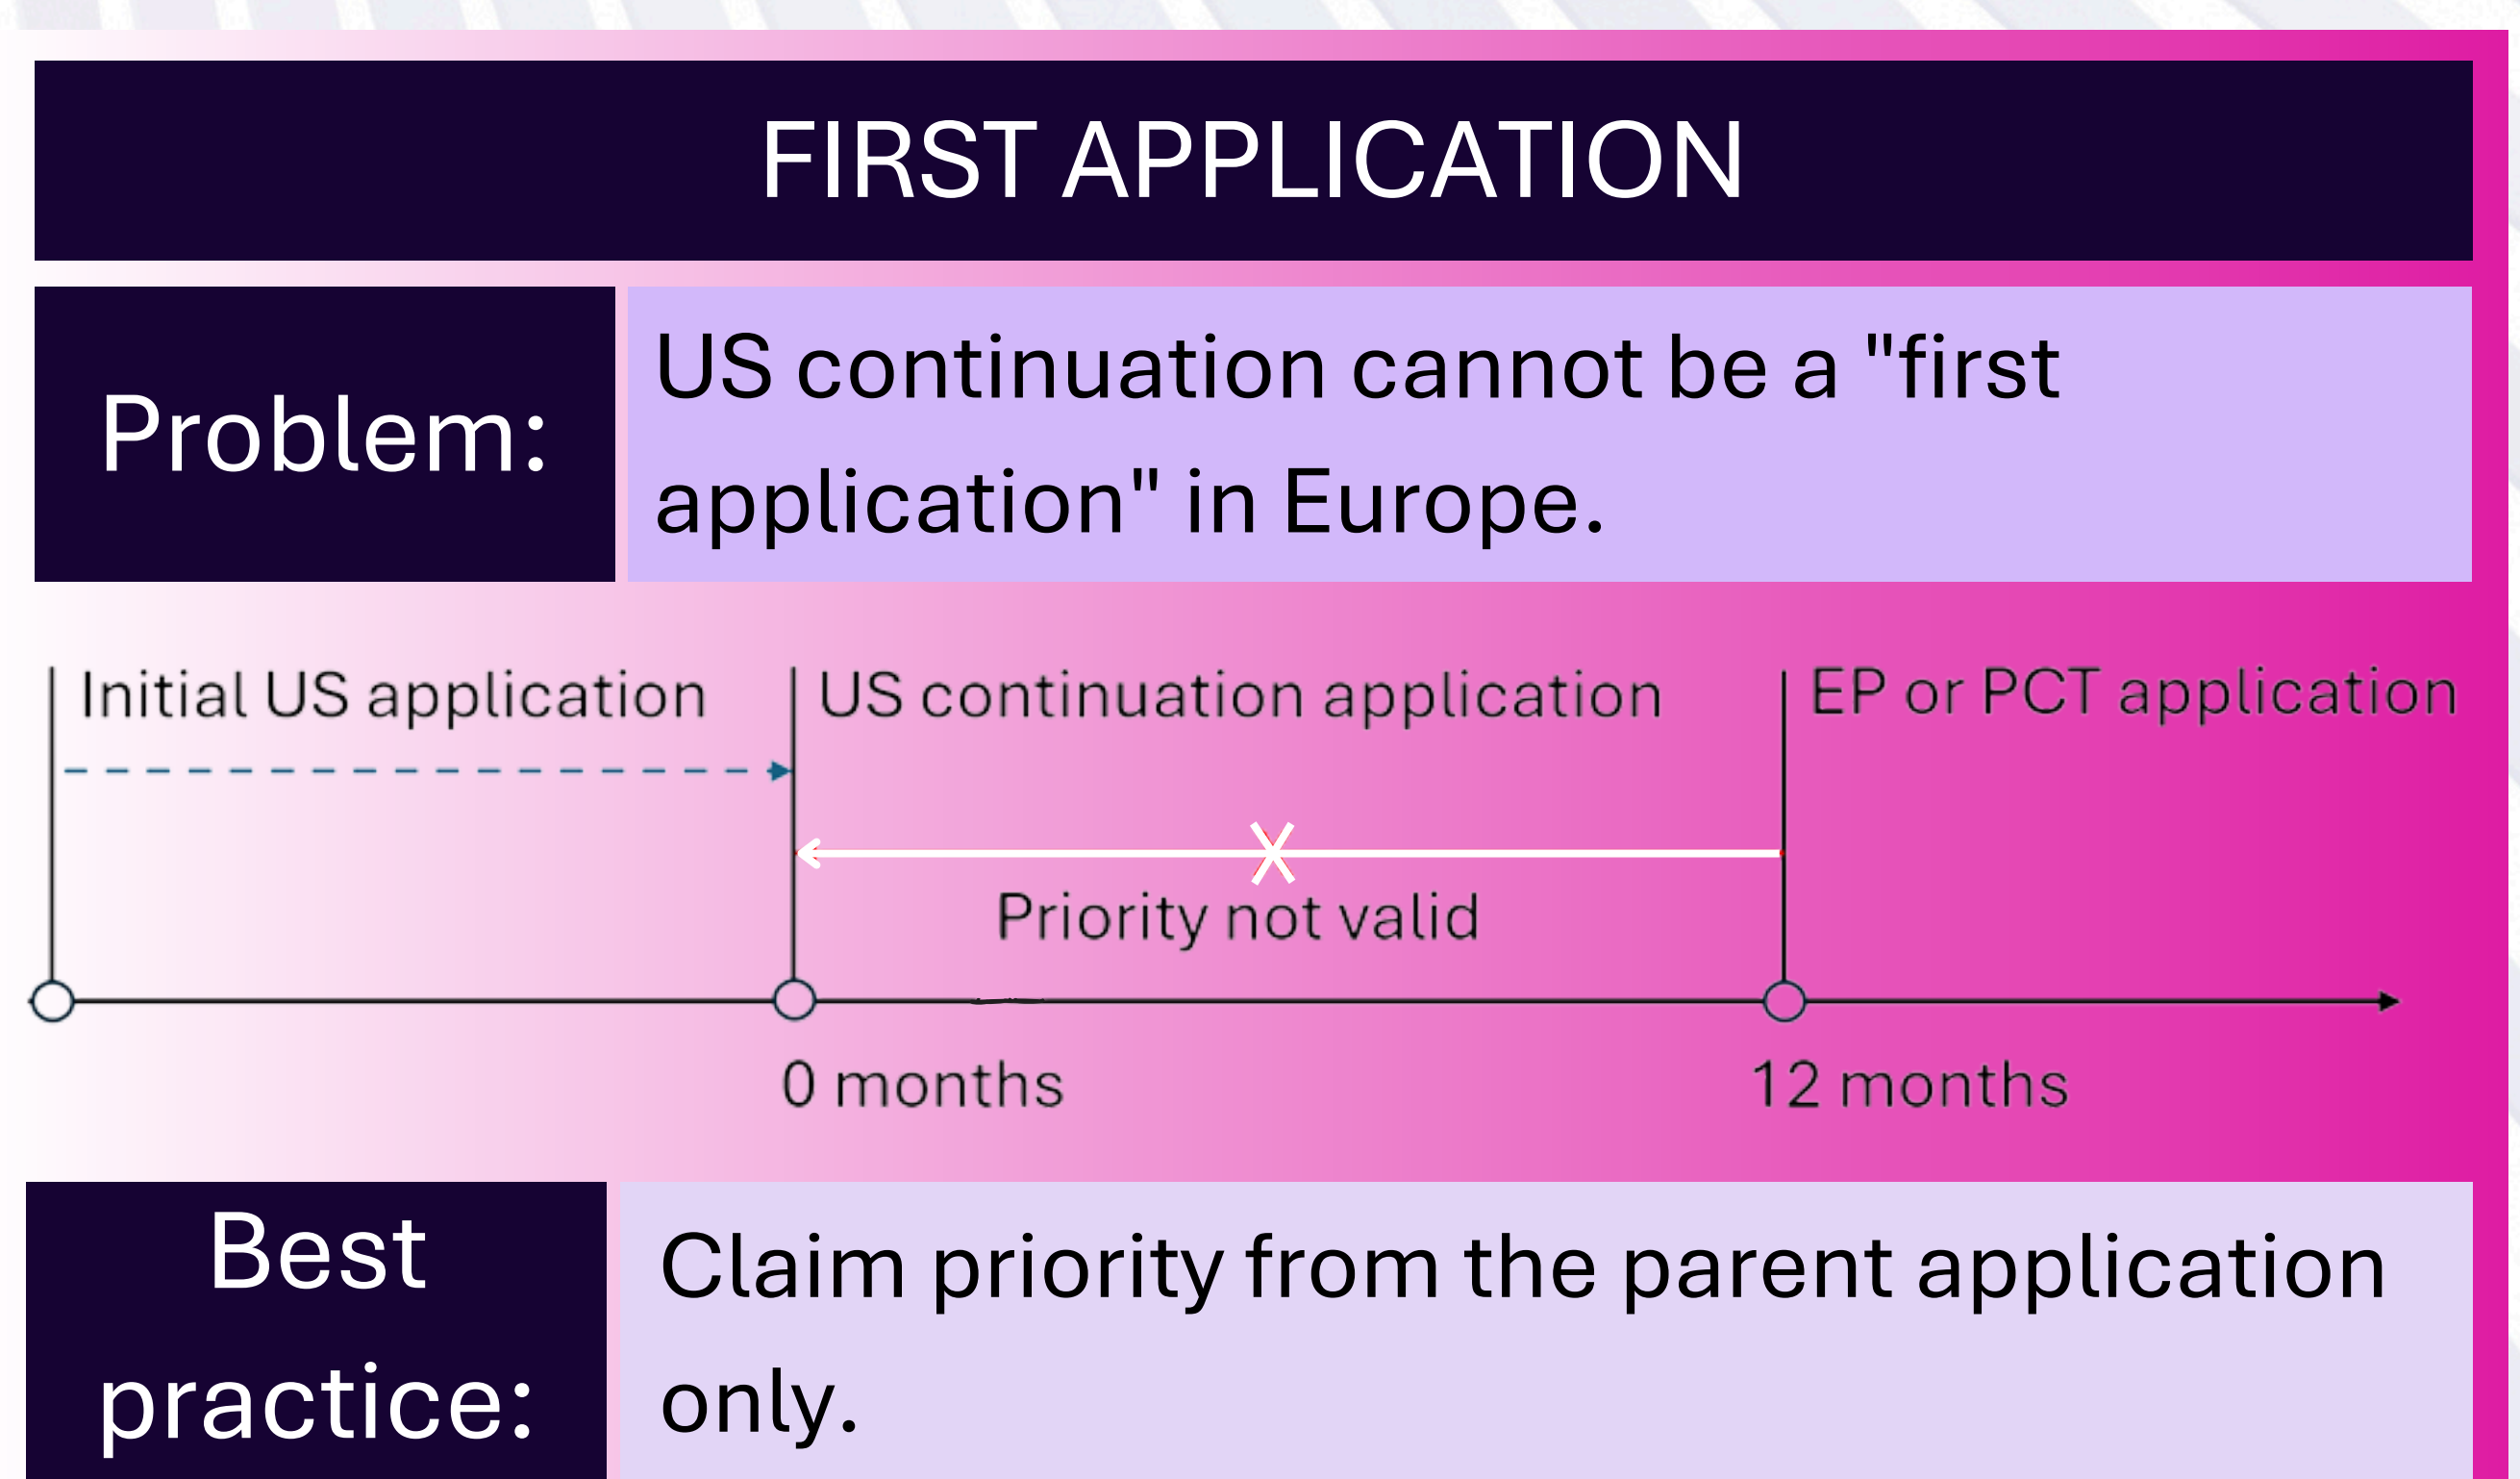 FIRST APPLICATION
Problem:
US continuation cannot be a "first
application" in Europe.
Initial US application
US continuation application
EP or PCT application
Priority not valid
0 months
12 months
Best
practice:
Claim priority from the parent application
only.